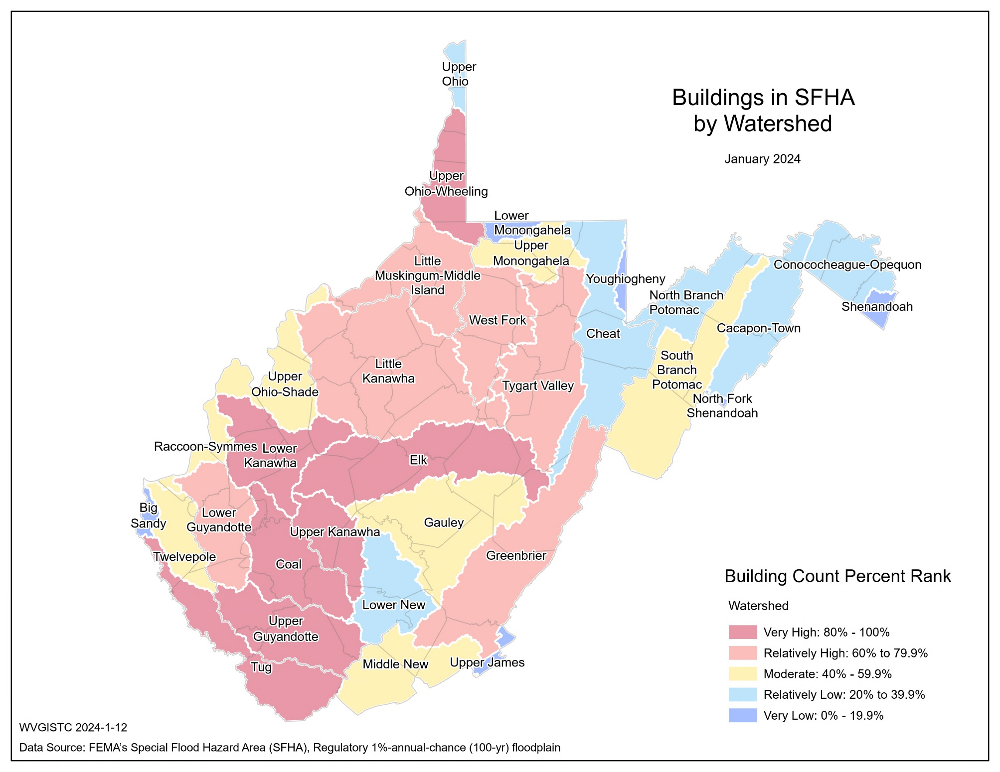 Buildings in SFHA
by Watershed
January 2024
Upper
Ohio
Upper
Ohio-Wheeling
Lower
Monongahela
Upper
Monongahela
Little
Muskingum-Middle
Island
Youghiogheny
Conococheague-Opequon
North Branch
Potomac
Shenandoah
West Fork
Cheat
Cacapon-Town
Little
Kanawha
South
Branch
Potomac
Upper
Ohio-Shade
Tygart Valley
North Fork
Shenandoah
Raccoon-Symmes
Lower
Kanawha
Elk
Big
Sandy
Lower
Guyandotte
Gauley
Upper Kanawha
Twelvepole
Coal
Greenbrier
Lower New
Upper
Guyandotte
Tug
Middle New
Upper James
Building Count Percent Rank
Watershed
Very High: 80% - 100%
Relatively High: 60% to 79.9%
Moderate: 40% - 59.9%
Relatively Low: 20% to 39.9%
Very Low: 0% - 19.9%
WVGISTC 2024-1-12
Data Source: FEMA’s Special Flood Hazard Area (SFHA), Regulatory 1%-annual-chance (100-yr) floodplain